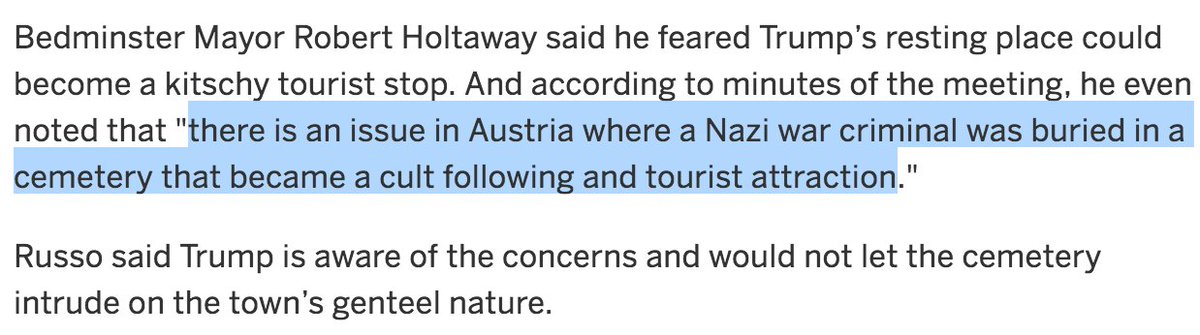 Bedminster Mayor Robert Holtaway said he feared Trump’s resting place could
become a kitschy tourist stop. And according to minutes of the meeting, he even
noted that "there is an issue in Austria where a Nazi war criminal was buried in a
cemetery that became a cult following and tourist attraction."
Russo said Trump is aware of the concerns and would not let the cemetery
intrude on the town’s genteel nature.